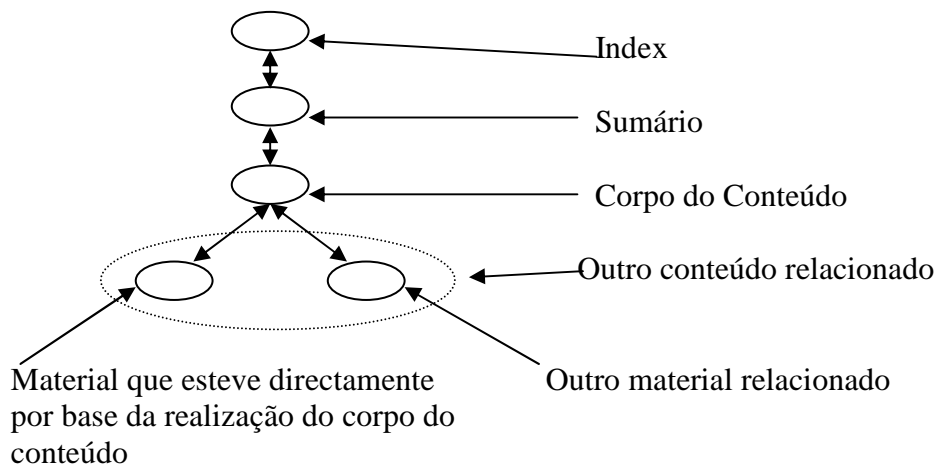 Index
Sumário
Corpo do Conteúdo
Outro conteúdo relacionado
Material que esteve directamente
por base da realização do corpo do
conteúdo
Outro material relacionado